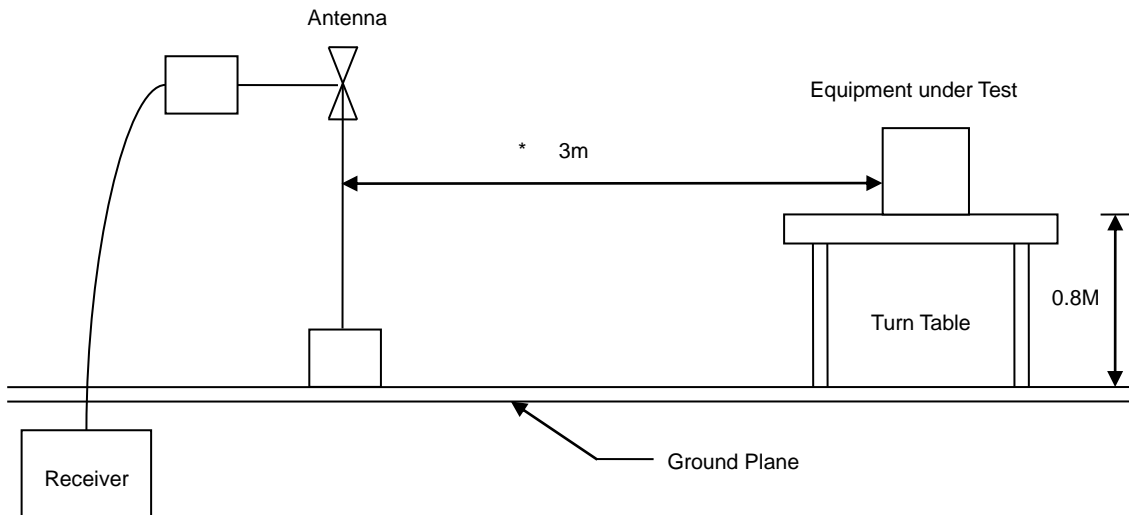 Antenna
Equipment under Test
* 3m
0.8M
Turn Table
Ground Plane
Receiver